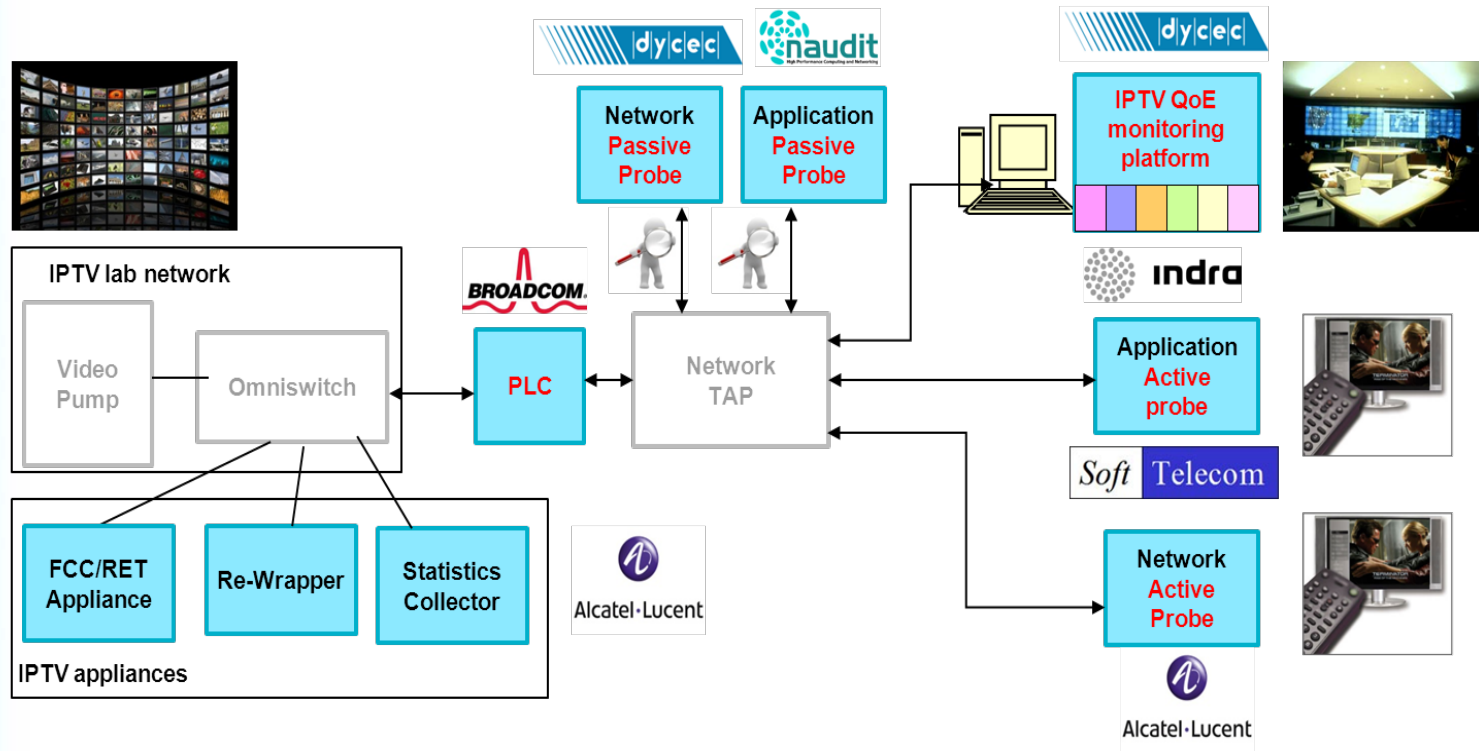 |d|y|c|e|c|
naudit
High Performance Computing and Networking
|d|y|c|e|c|
Network
Passive
Probe
Application
Passive
Probe
IPTV QoE
monitoring
platform
IPTV lab network
Video
Pump
Omniswitch
BROADCOM.
PLC
Network
TAP
indra
Application
Active
probe
Soft Telecom
FCC/RET
Appliance
Re-Wrapper
Statistics
Collector
IPTV appliances
Alcatel·Lucent
Network
Active
Probe
Alcatel·Lucent